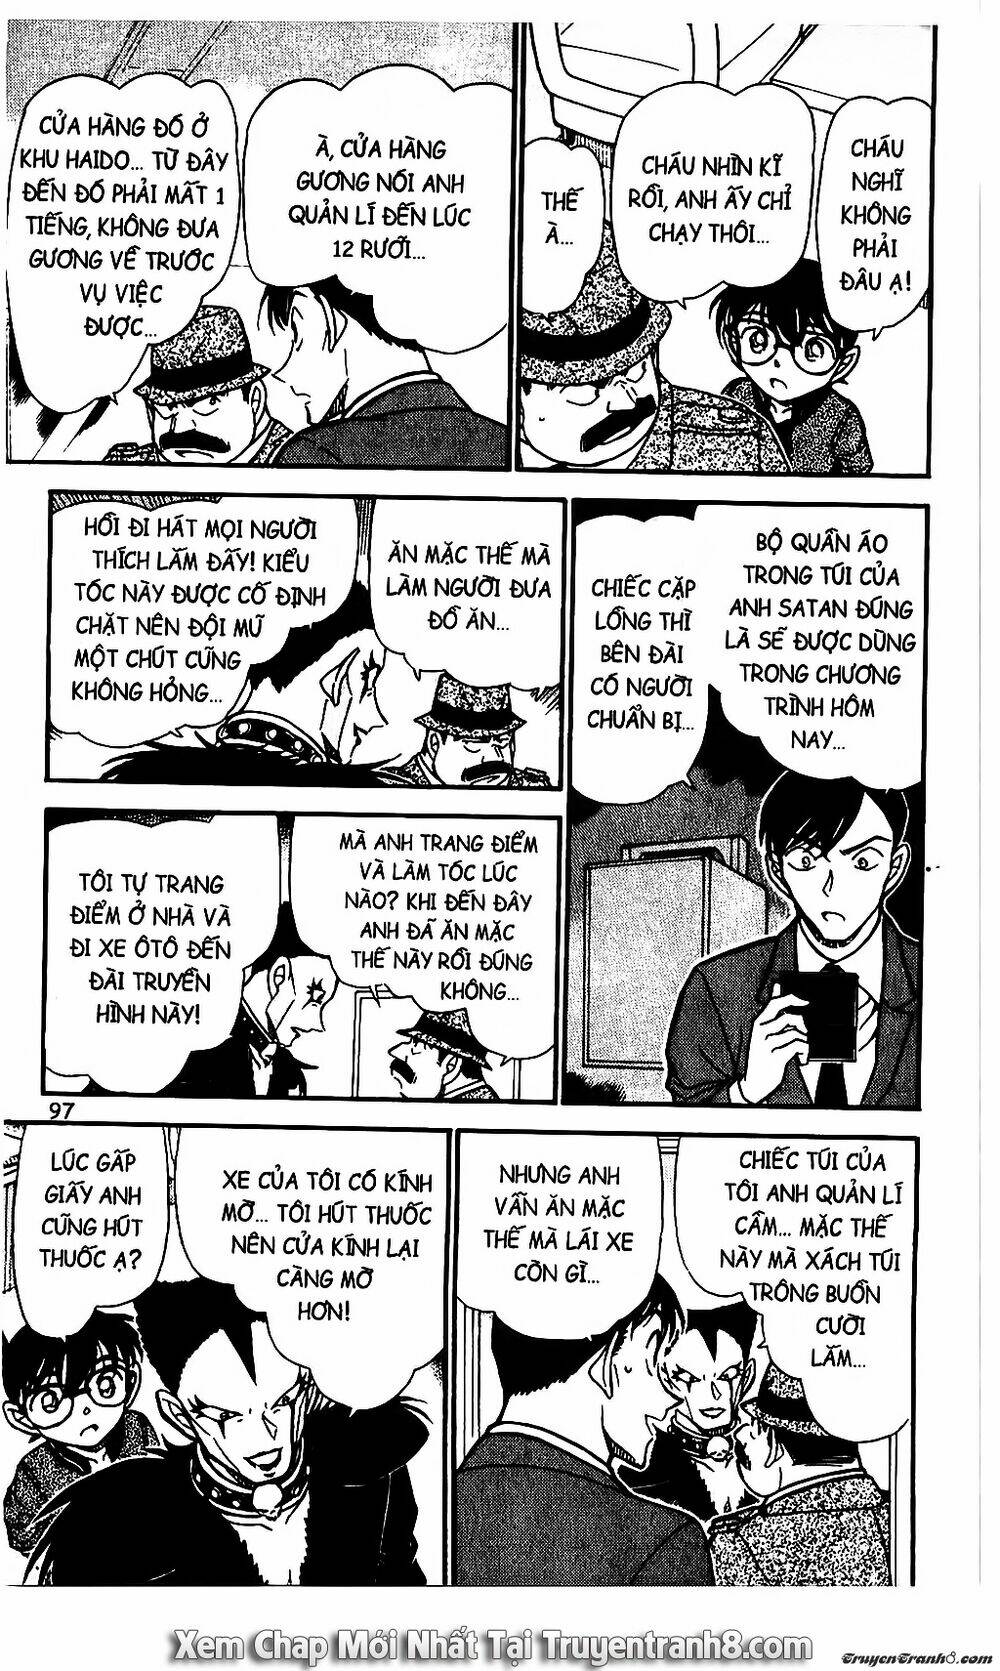 CHÁU
NGHĨ
KHÔNG
PHẢI
ĐÂU Ạ!
CHÁU NHÌN KĨ
RỒI, ANH ẤY CHỈ
CHẠY THÔI...
THẾ
À...
À, CỬA HÀNG
GƯƠNG NÓI ANH
QUẢN LÍ ĐẾN LÚC
12 RƯỠI...
CỬA HÀNG ĐÓ Ở
KHU HAIDO... TỪ ĐÂY
ĐẾN ĐÓ PHẢI MẤT 1
TIẾNG, KHÔNG ĐƯA
GƯƠNG VỀ TRƯỚC
VỤ VIỆC
ĐƯỢC...
BỘ QUẦN ÁO
TRONG TÚI CỦA
ANH SATAN ĐÚNG
LÀ SẼ ĐƯỢC DÙNG
TRONG CHƯƠNG
TRÌNH HÔM
NAY...
CHIẾC CẶP
LỒNG THÌ
BÊN ĐÀI
CÓ NGƯỜI
CHUẨN BỊ...
ĂN MẶC THẾ MÀ
LÀM NGƯỜI ĐƯA
ĐỒ ĂN...
HỒI ĐI HÁT MỌI NGƯỜI
THÍCH LẮM ĐẤY! KIỂU
TÓC NÀY ĐƯỢC CỐ ĐỊNH
CHẶT NÊN ĐỘI MŨ
MỘT CHÚT CŨNG
KHÔNG HỎNG...
MÀ ANH TRANG ĐIỂM
VÀ LÀM TÓC LÚC
NÀO? KHI ĐẾN ĐÂY
ANH ĐÃ ĂN MẶC
THẾ NÀY RỒI ĐÚNG
KHÔNG...
TÔI TỰ TRANG
ĐIỂM Ở NHÀ VÀ
ĐI XE ÔTÔ ĐẾN
ĐÀI TRUYỀN
HÌNH NÀY!
97
CHIẾC TÚI CỦA
TÔI ANH QUẢN LÍ
CẦM... MẶC THẾ
NÀY MÀ XÁCH TÚI
TRÔNG BUỒN
CƯỜI
LẮM...
NHƯNG ANH
VẪN ĂN MẶC
THẾ MÀ LÁI XE
CÒN GÌ...
XE CỦA TÔI CÓ KÍNH
MỜ... TÔI HÚT THUỐC
NÊN CỬA KÍNH LẠI
CÀNG MỜ
HƠN!
LÚC GẤP
GIẤY ANH
CŨNG HÚT
THUỐC Ạ?
Xem Chap Mới Nhất Tại Truyentranh8.com
TruyenTranh8.com